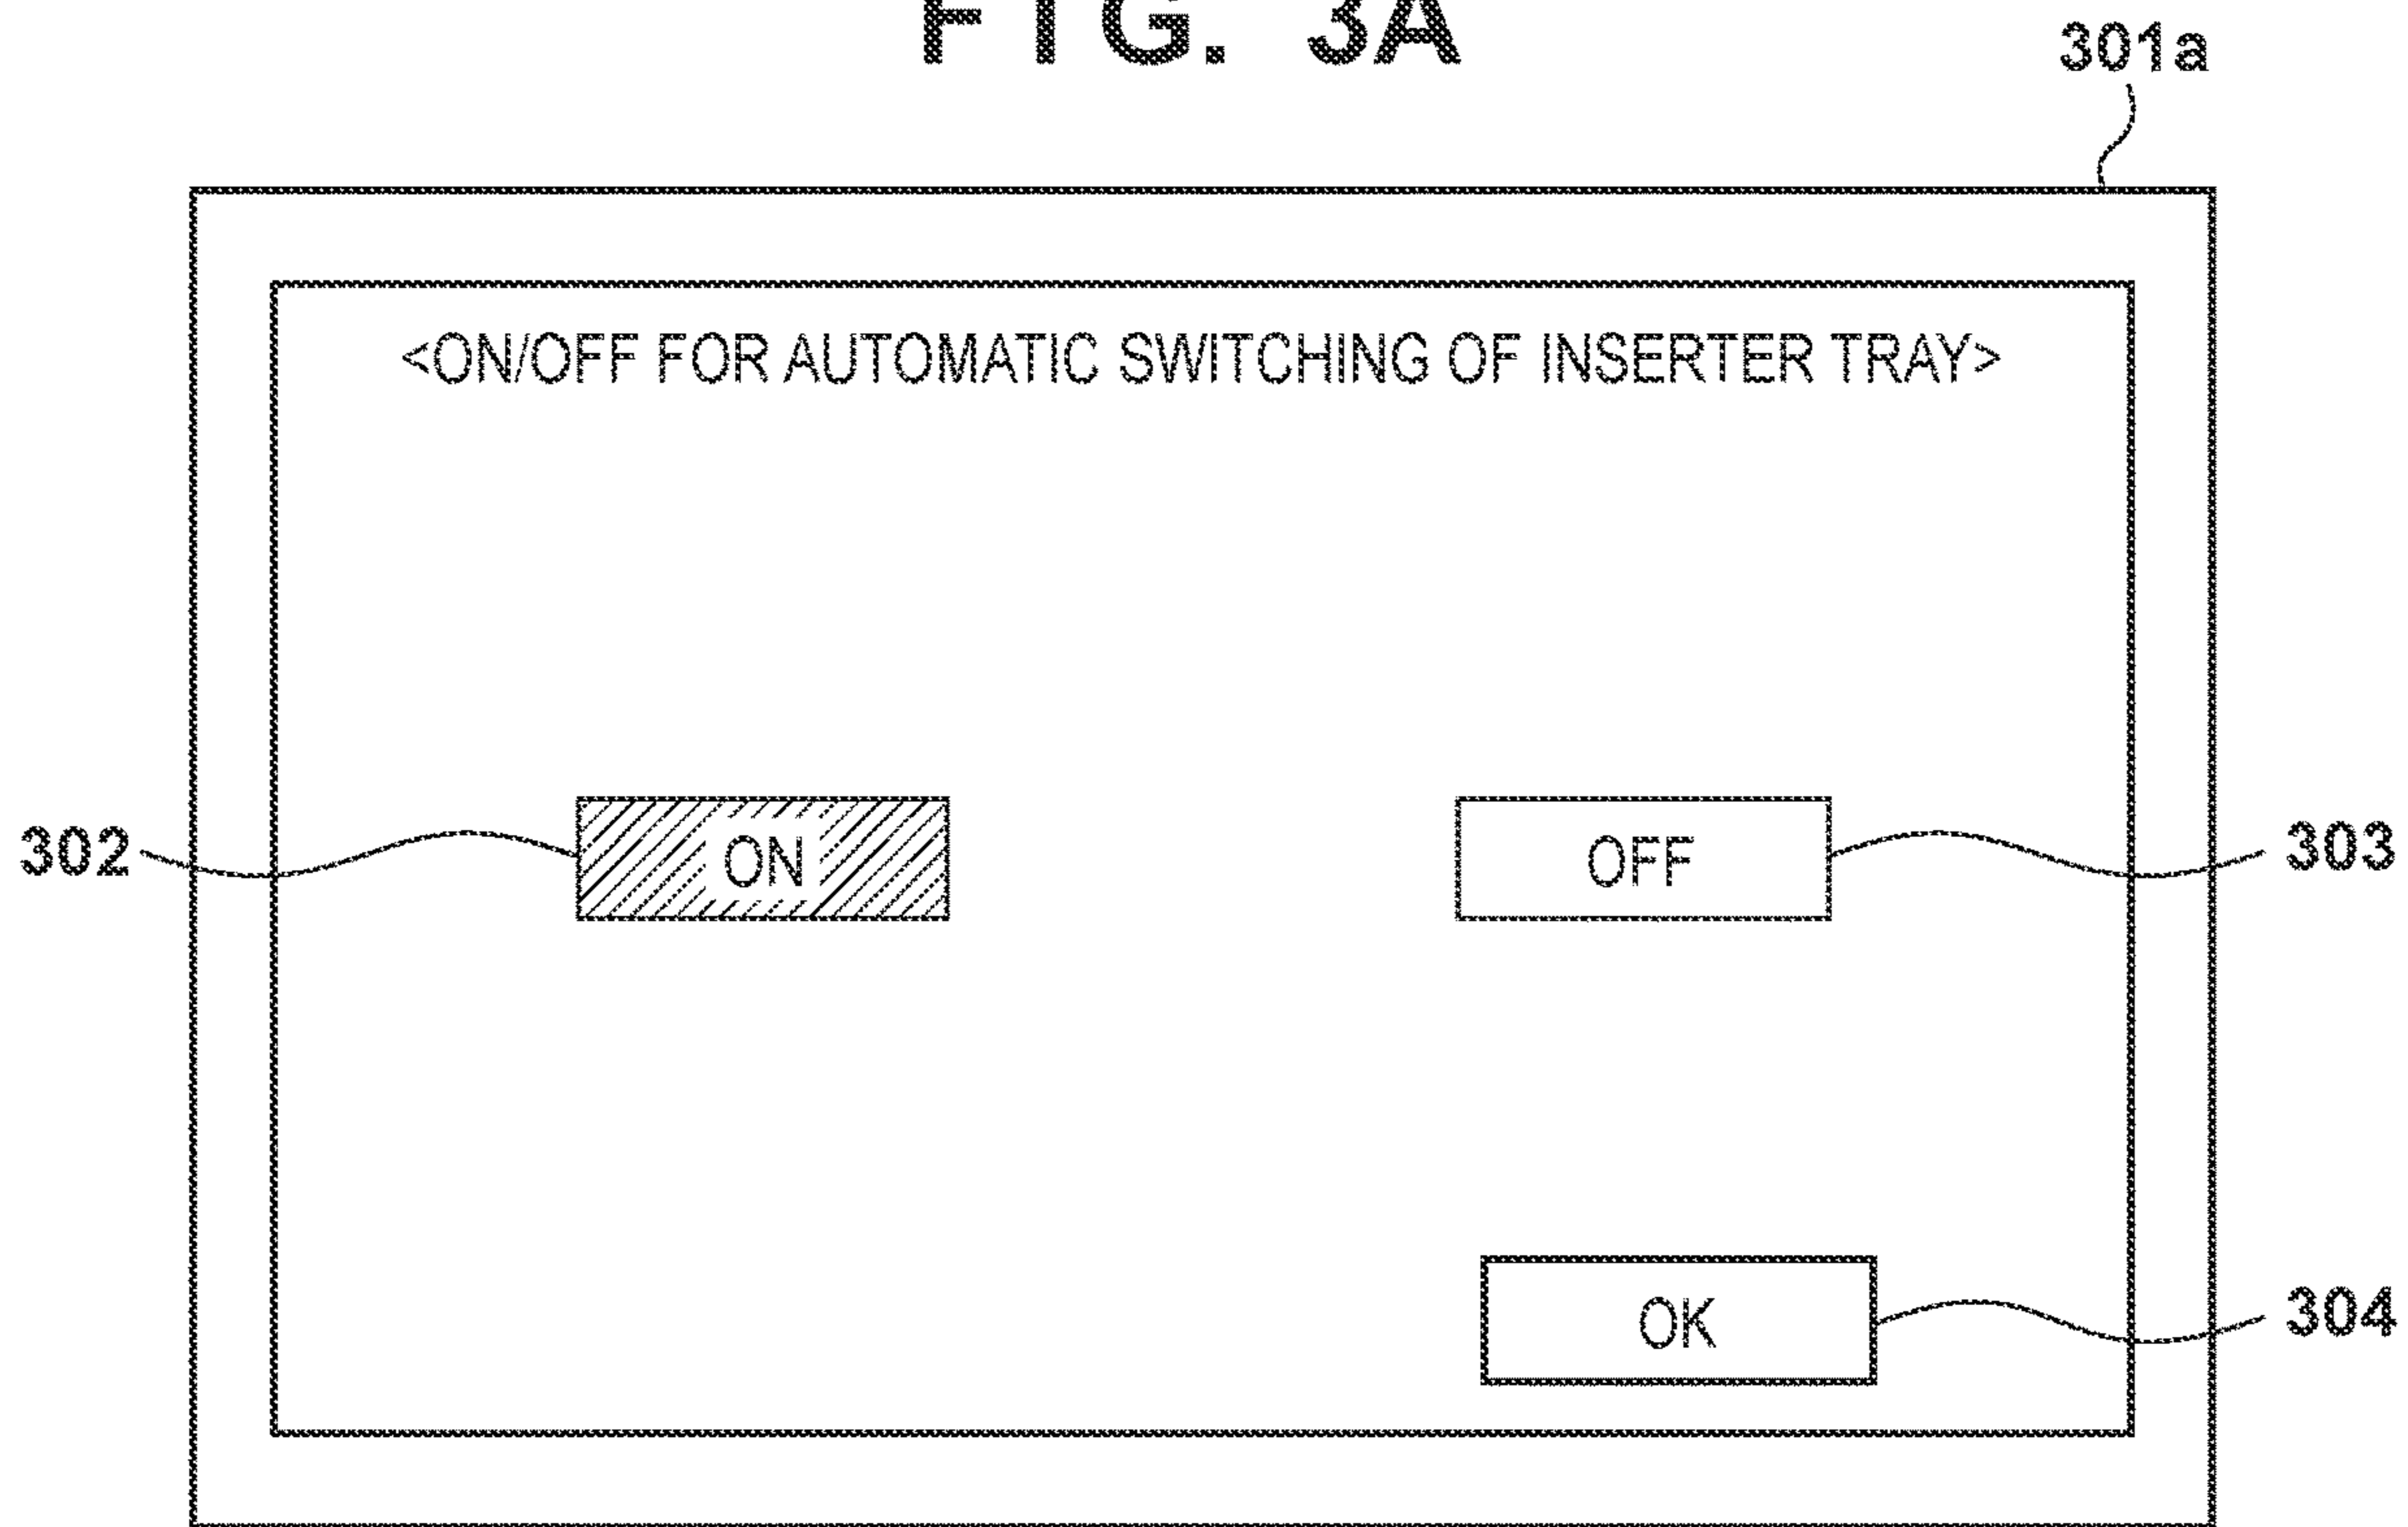 FIG. 3A
301a
<ON/OFF FOR AUTOMATIC SWITCHING OF INSERTER TRAY>
302 ON OFF 303
OK 304